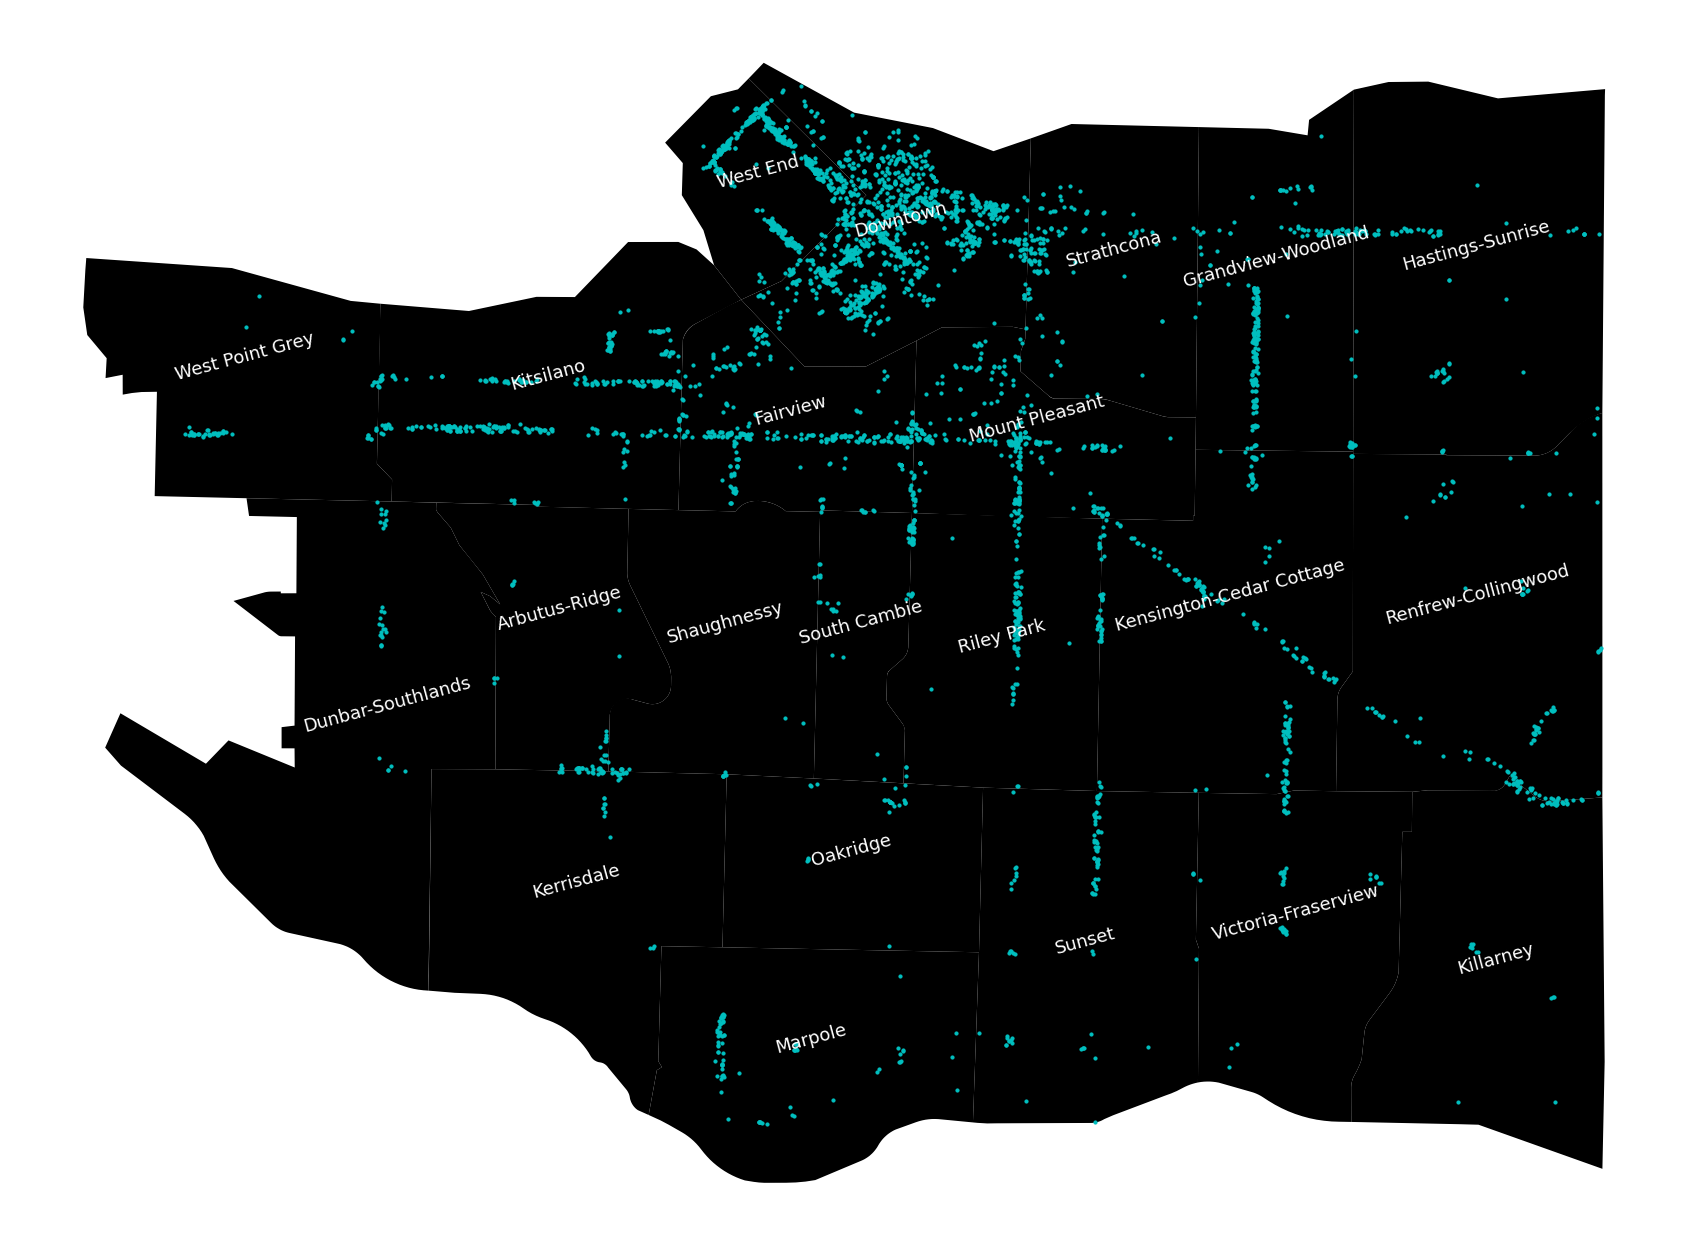 West End
Downtown
Strathcona
Grandview-Woodland
Hastings-Sunrise
West Point Grey
Kitsilano
Fairview
Mount Pleasant
Arbutus-Ridge
Shaughnessy
South Cambie
Riley Park
Kensington-Cedar Cottage
Renfrew-Collingwood
Dunbar-Southlands
Kerrisdale
Oakridge
Sunset
Victoria-Fraserview
Killarney
Marpole